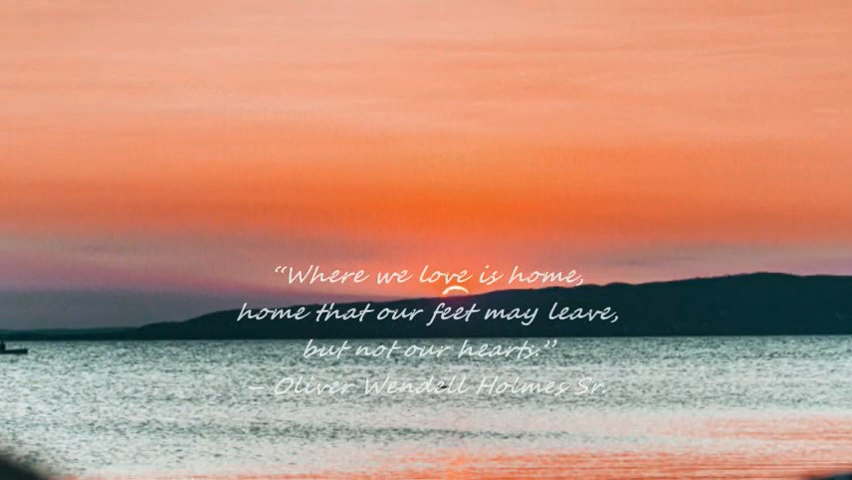 “Where we love is home,
home that our feet may leave,
but not our hearts.”
– Oliver Wendell Holmes Sr.